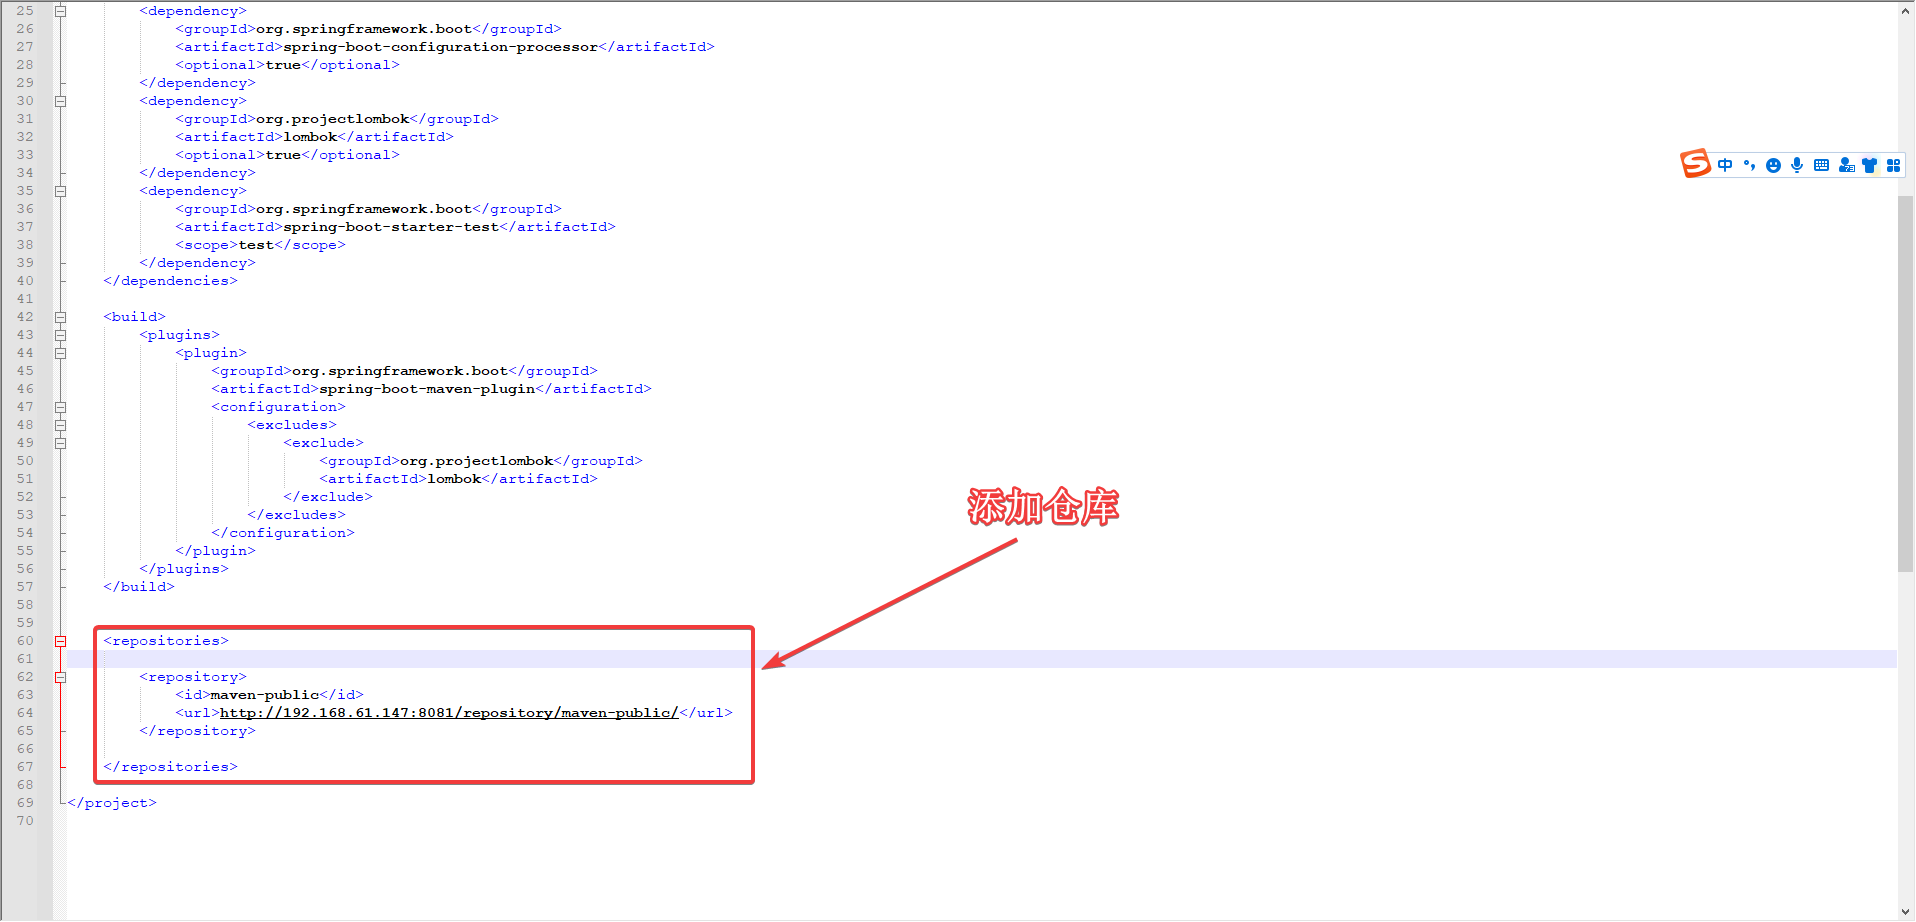 25 <dependency>
26 <groupId>org.springframework.boot</groupId>
27 <artifactId>spring-boot-configuration-processor</artifactId>
28 <optional>true</optional>
29 </dependency>
30 <dependency>
31 <groupId>org.projectlombok</groupId>
32 <artifactId>lombok</artifactId>
33 <optional>true</optional>
34 </dependency>
35 <dependency>
36 <groupId>org.springframework.boot</groupId>
37 <artifactId>spring-boot-starter-test</artifactId>
38 <scope>test</scope>
39 </dependency>
40 </dependencies>
41
42 <build>
43 <plugins>
44 <plugin>
45 <groupId>org.springframework.boot</groupId>
46 <artifactId>spring-boot-maven-plugin</artifactId>
47 <configuration>
48 <excludes>
49 <exclude>
50 <groupId>org.projectlombok</groupId>
51 <artifactId>lombok</artifactId>
52 </exclude>
53 </excludes>
54 </configuration>
55 </plugin>
56 </plugins>
57 </build>
58
59
60 <repositories>
61
62 <repository>
63 <id>maven-public</id>
64 <url>http://192.168.61.147:8081/repository/maven-public/</url>
65 </repository>
66
67 </repositories>
68
69 </project>
70
添加仓库
S 中